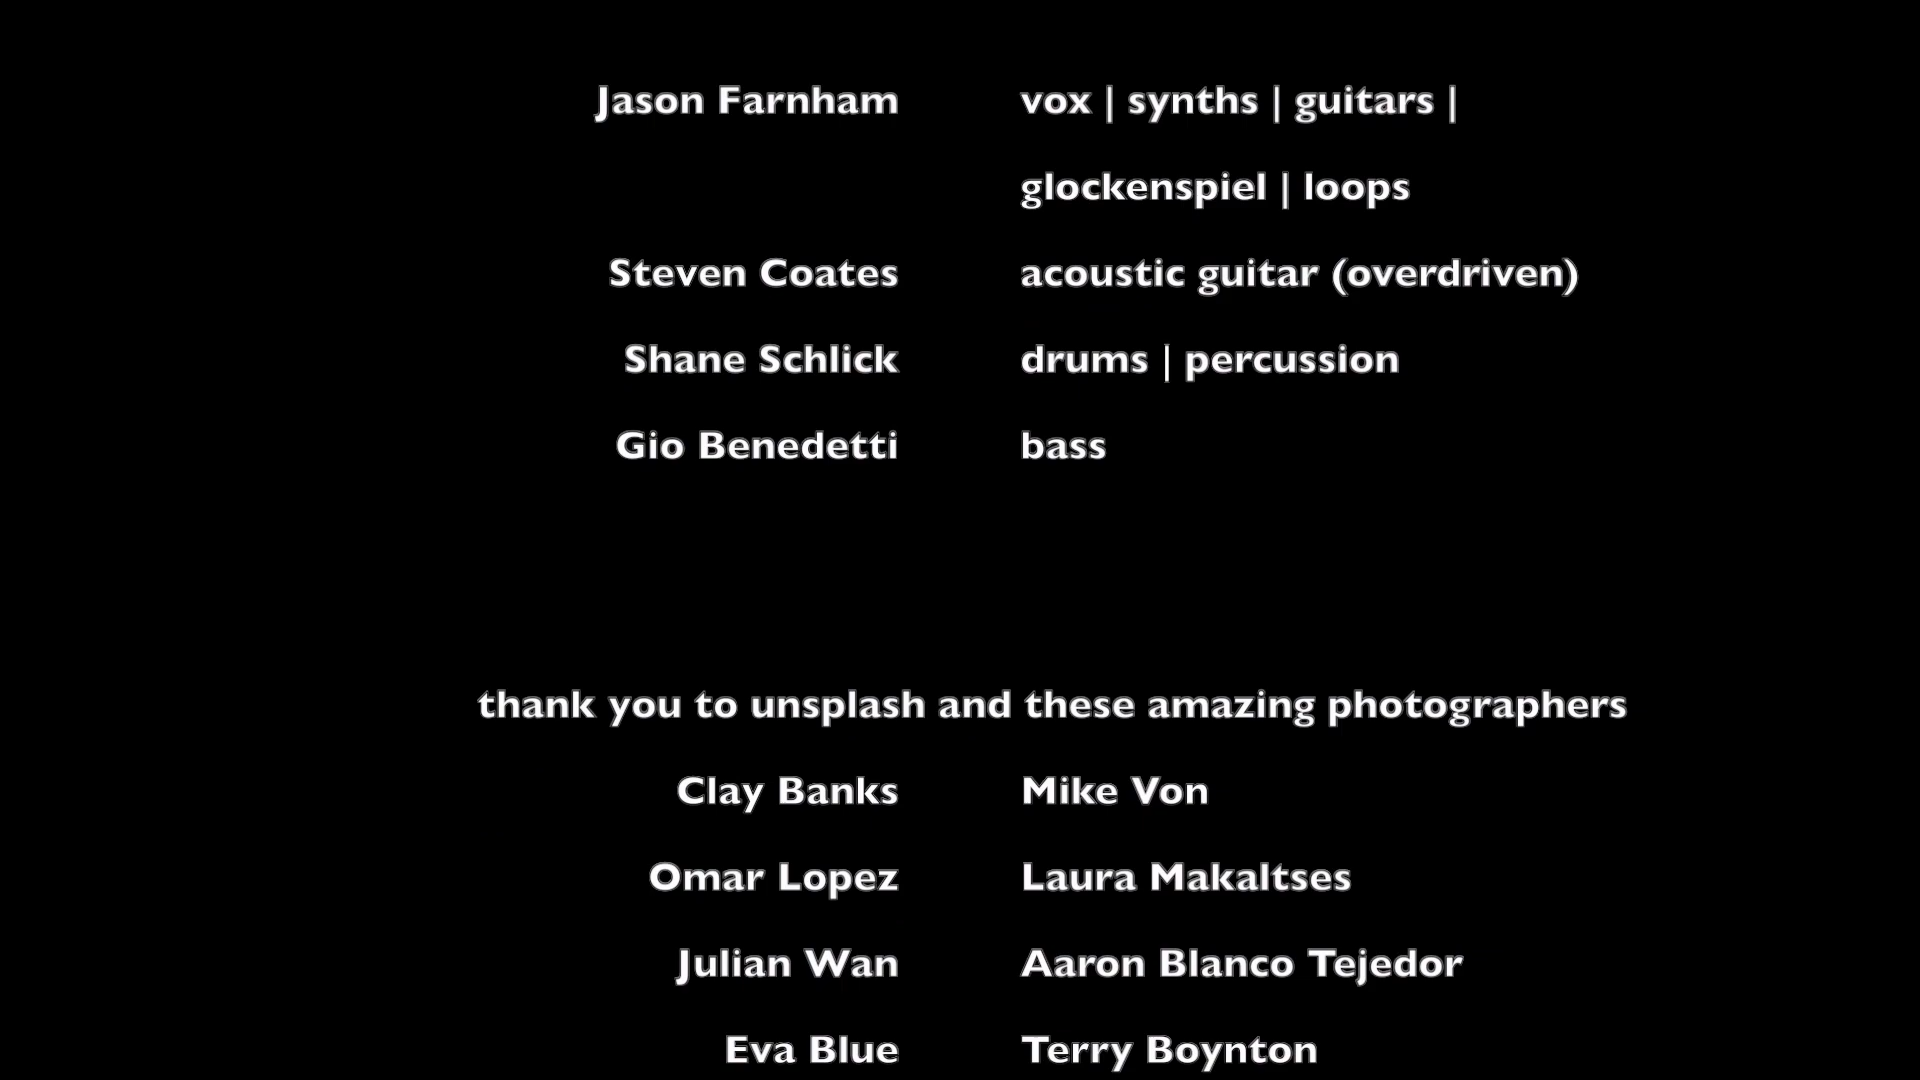 Jason Farnham vox | synths | guitars |
glockenspiel | loops
Steven Coates acoustic guitar (overdriven)
Shane Schlick drums | percussion
Gio Benedetti bass
thank you to unsplash and these amazing photographers
Clay Banks Mike Von
Omar Lopez Laura Makaltses
Julian Wan Aaron Blanco Tejedor
Eva Blue Terry Boynton